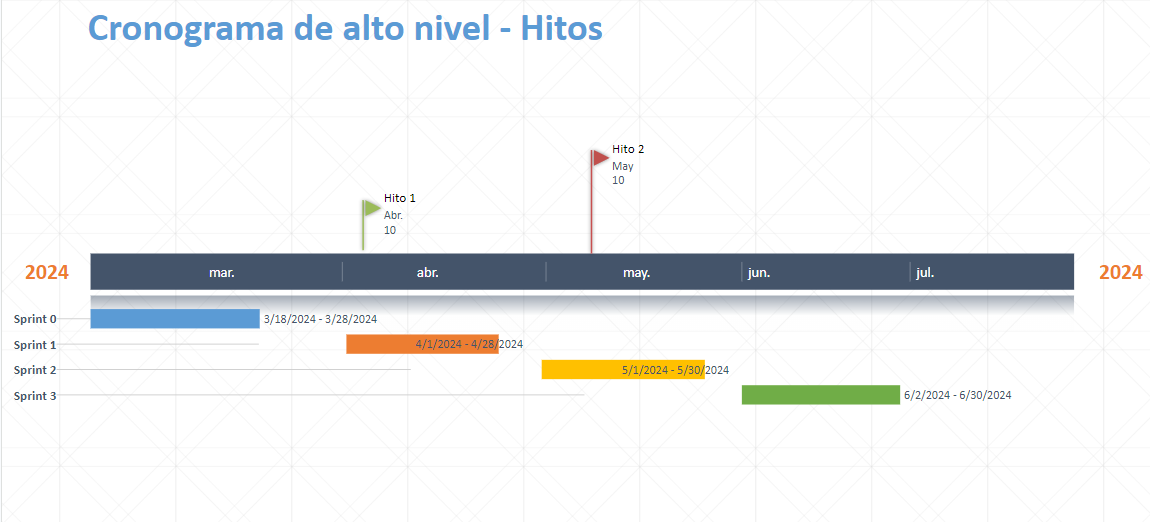 Cronograma de alto nivel - Hitos
Hito 2
May
10
Hito 1
Abr.
10
2024 mar. abr. may. jun. jul. 2024
Sprint 0 3/18/2024 - 3/28/2024
Sprint 1 4/1/2024 - 4/28/2024
Sprint 2 5/1/2024 - 5/30/2024
Sprint 3 6/2/2024 - 6/30/2024